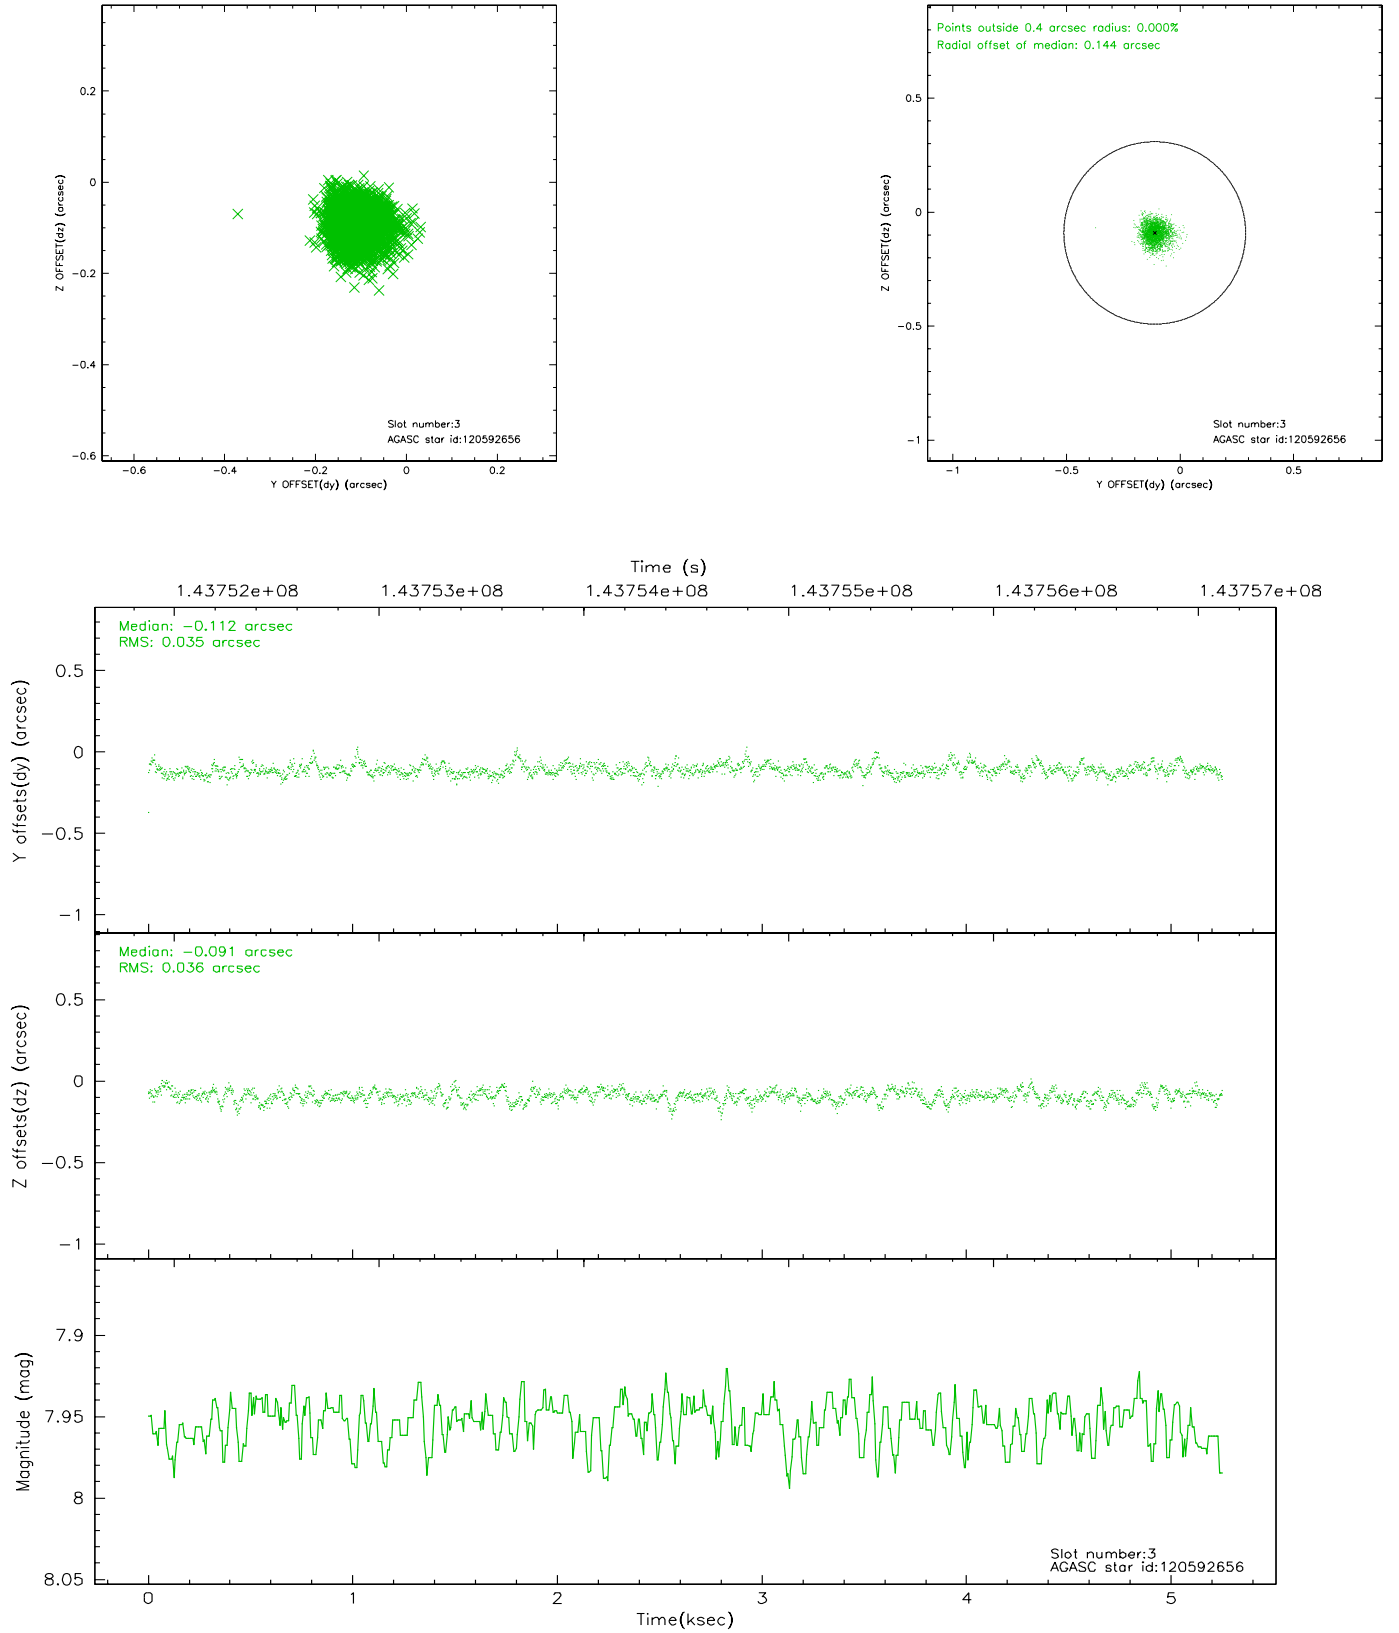 0.2
0
−0.2
−0.4
−0.6
Z OFFSET(dz) (arcsec)
Slot number:3
AGASC star id:120592656
−0.6 −0.4 −0.2 0 0.2
Y OFFSET(dy) (arcsec)
Points outside 0.4 arcsec radius: 0.000%
Radial offset of median: 0.144 arcsec
0.5
0
−0.5
−1
Z OFFSET(dz) (arcsec)
Slot number:3
AGASC star id:120592656
−1 −0.5 0 0.5
Y OFFSET(dy) (arcsec)
Time (s)
1.43752e+08 1.43753e+08 1.43754e+08 1.43755e+08 1.43756e+08 1.43757e+08
Median: −0.112 arcsec
RMS: 0.035 arcsec
0.5
0
−0.5
−1
Y offsets(dy) (arcsec)
Median: −0.091 arcsec
RMS: 0.036 arcsec
0.5
0
−0.5
−1
Z offsets(dz) (arcsec)
7.9
7.95
8
8.05
Magnitude (mag)
Slot number:3
AGASC star id:120592656
0 1 2 3 4 5
Time(ksec)